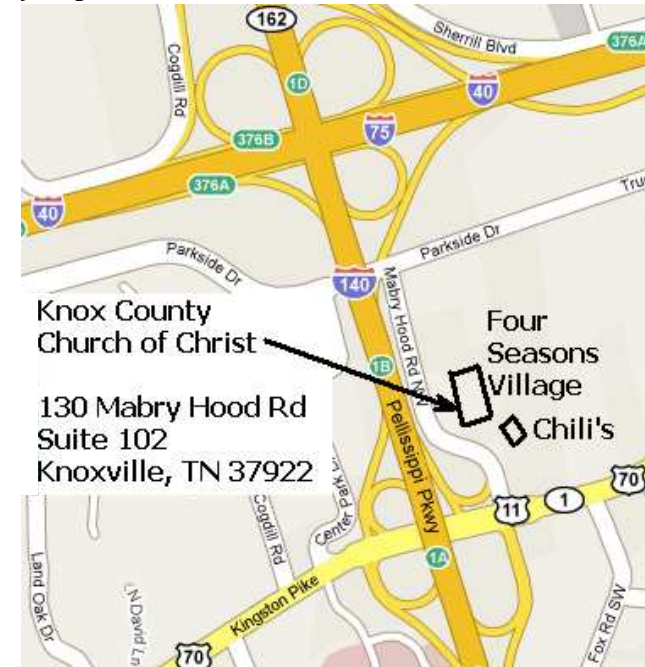 162
Sherrill Blvd
376A
Cogdill Rd
1D
40
75
376B
376A
40
Tru
Parkside Dr
Parkside Dr
140
Mabry Hood Rd NW
Knox County
Church of Christ
130 Mabry Hood Rd
Suite 102
Knoxville, TN 37922
Four
Seasons
Village
Chili's
1B
Pellissippi Pkwy
70
11
1
Cogdill Rd
Center Park Dr
1A
Land Oak Dr
N David Ln
Kingston Pike
Fox Rd SW
70